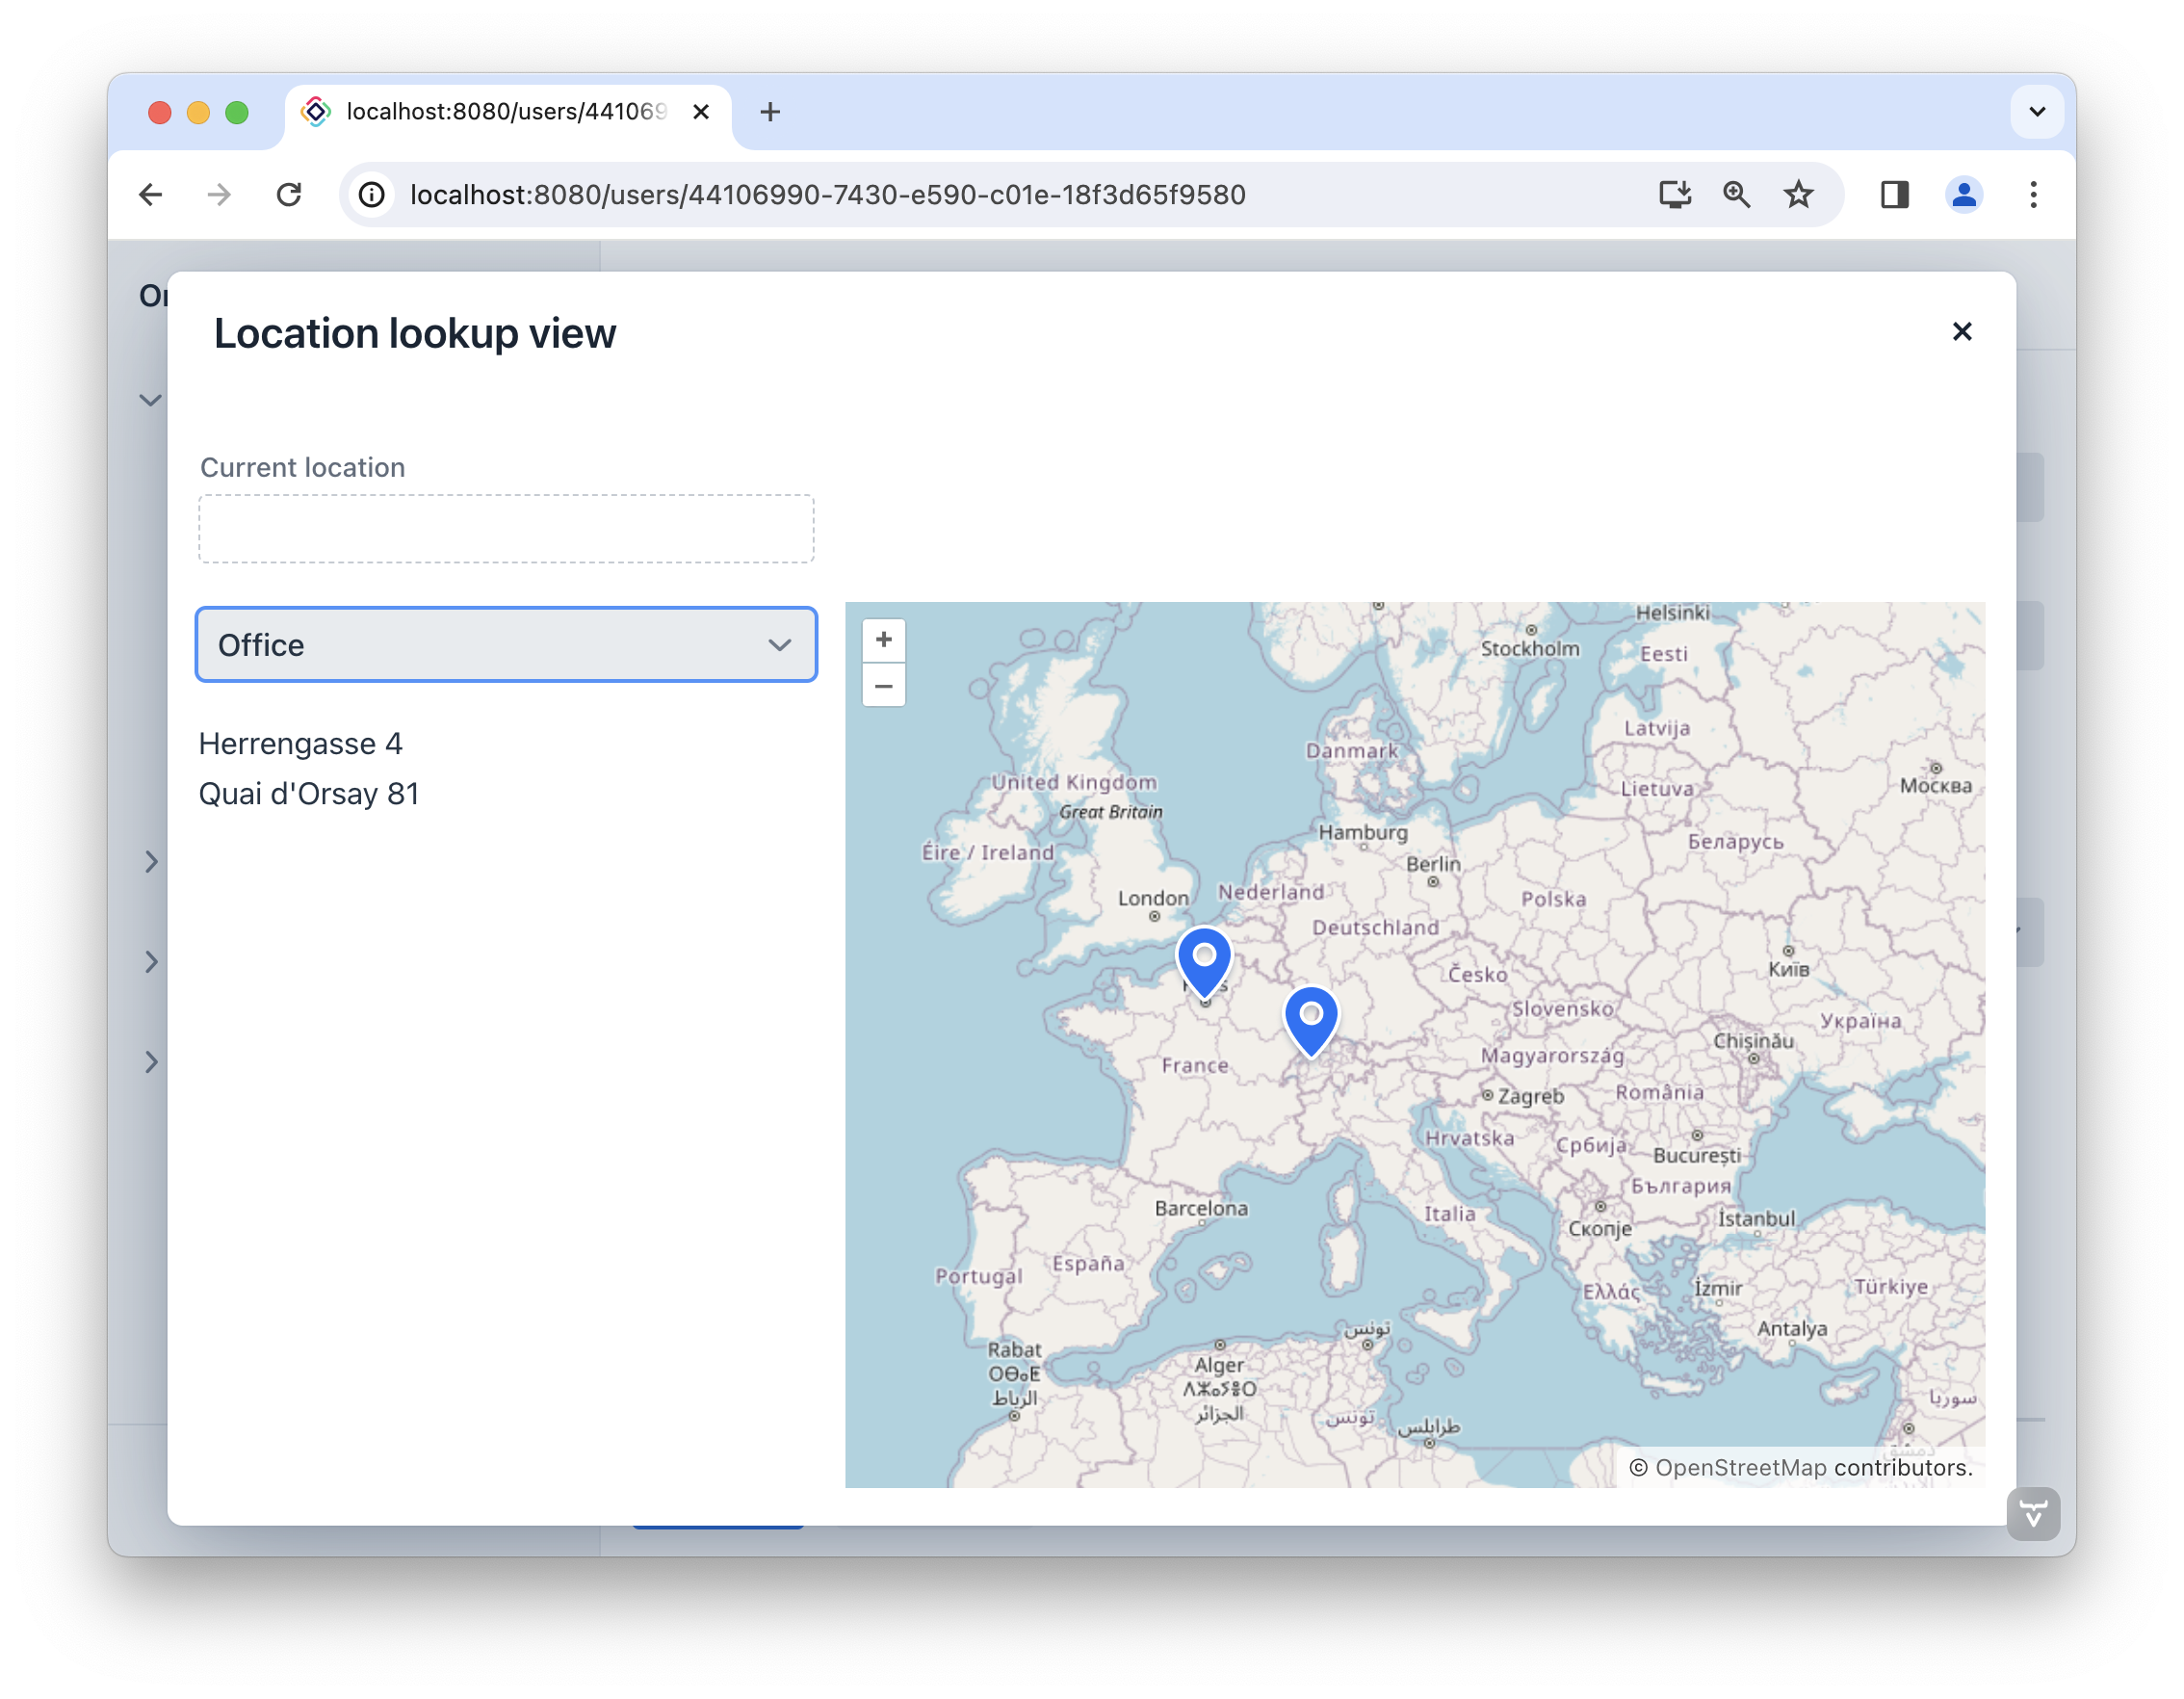 localhost:8080/users/441069
localhost:8080/users/44106990-7430-e590-c01e-18f3d65f9580
Location lookup view
Current location
Office
Herrengasse 4
Quai d'Orsay 81
Helsinki
Stockholm
Eesti
Latvija
Danmark
United Kingdom
Lietuva
Москва
Great Britain
Hamburg
Беларусь
Éire / Ireland
Berlin
London
Nederland
Polska
Deutschland
Česko
Київ
Slovensko
Україна
Chișinău
Magyarország
France
Zagreb
România
Hrvatska
Србија
București
България
Barcelona
Italia
İstanbul
Скопје
España
Portugal
Ελλάς
İzmir
Türkiye
تونس
Antalya
Rabat
ⵔⴱⴰⵟ
الرباط
Alger
الجزائر
تونس
طرابلس
سوريا
دمشق
© OpenStreetMap contributors.